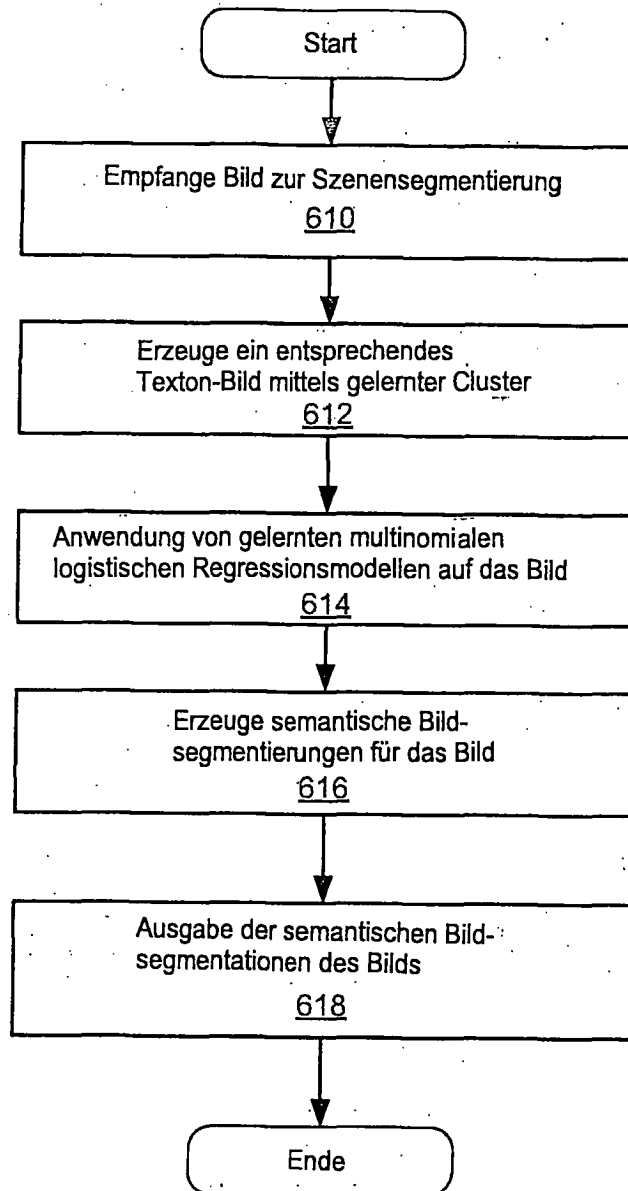 Start
Empfange Bild zur Szenensegmentierung
610
Erzeuge ein entsprechendes
Texton-Bild mittels gelernter Cluster
612
Anwendung von gelernten multinomialen
logistischen Regressionsmodellen auf das Bild
614
Erzeuge semantische Bild-
segmentierungen für das Bild
616
Ausgabe der semantischen Bild-
segmentationen des Bilds
618
Ende